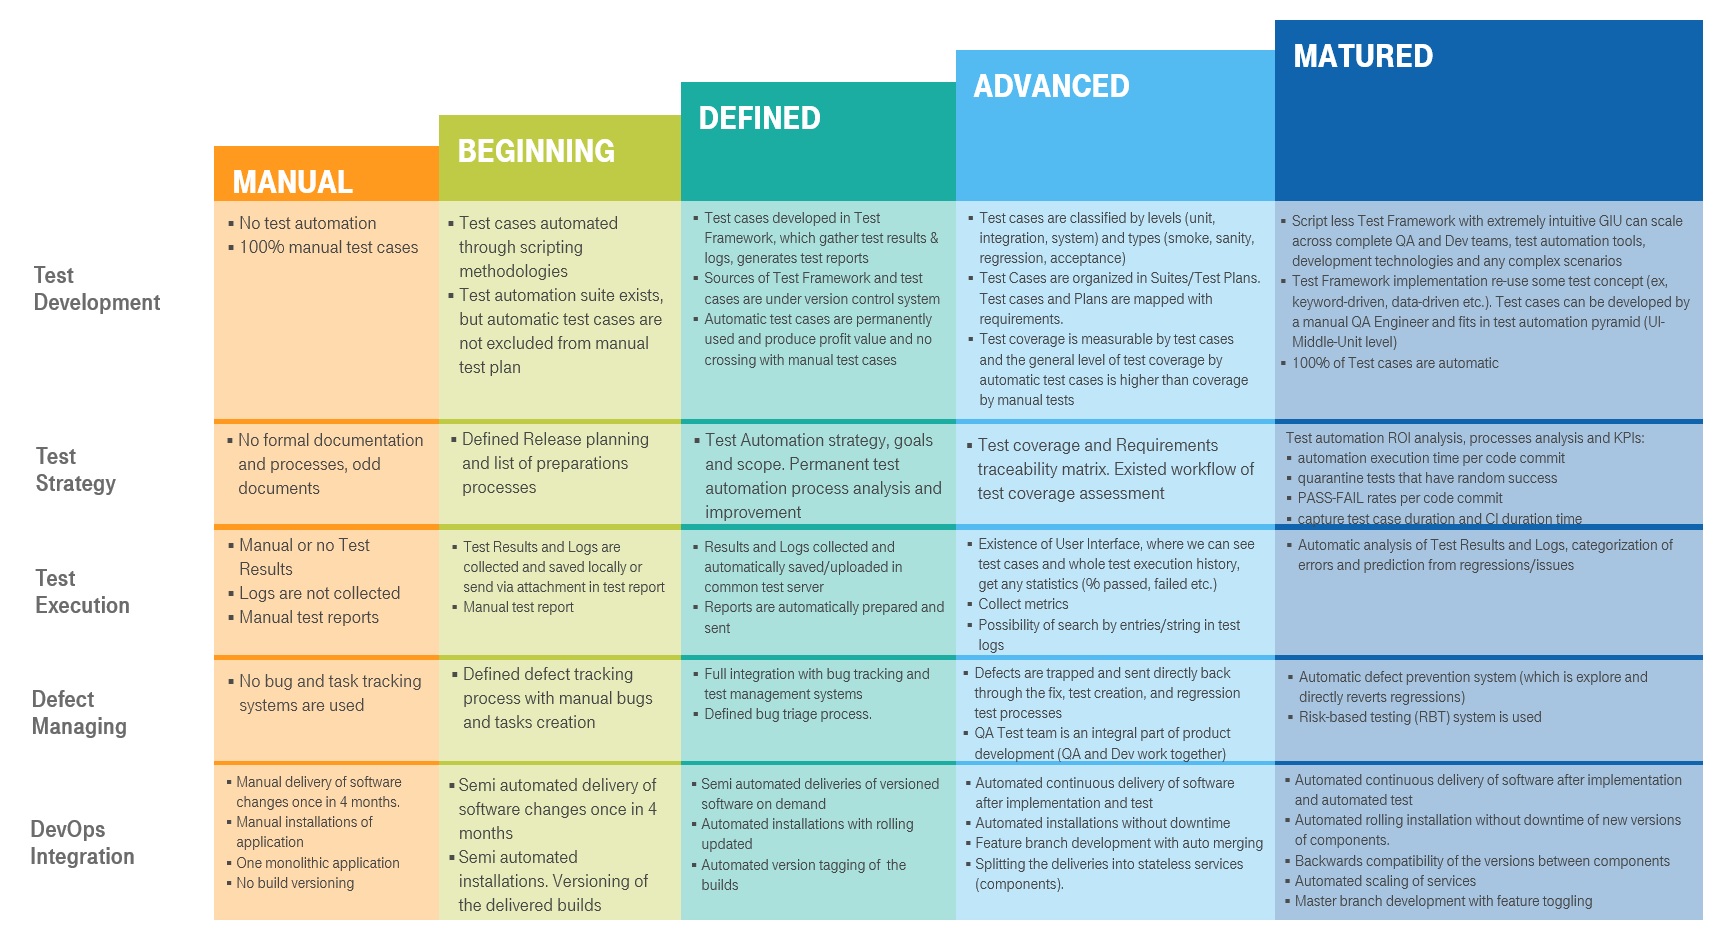 MANUAL
BEGINNING
DEFINED
ADVANCED
MATURED
Test
Development
▪ No test automation
▪ 100% manual test cases
▪ Test cases automated
through scripting
methodologies
▪ Test automation suite exists,
but automatic test cases are
not excluded from manual
test plan
▪ Test cases developed in Test
Framework, which gather test results &
logs, generates test reports
▪ Sources of Test Framework and test
cases are under version control system
▪ Automatic test cases are permanently
used and produce profit value and no
crossing with manual test cases
▪ Test cases are classified by levels (unit,
integration, system) and types (smoke, sanity,
regression, acceptance)
▪ Test Cases are organized in Suites/Test Plans.
Test cases and Plans are mapped with
requirements.
▪ Test coverage is measurable by test cases
and the general level of test coverage by
automatic test cases is higher than coverage
by manual tests
▪ Script less Test Framework with extremely intuitive GIU can scale
across complete QA and Dev teams, test automation tools,
development technologies and any complex scenarios
▪ Test Framework implementation re-use some test concept (ex,
keyword-driven, data-driven etc.). Test cases can be developed by
a manual QA Engineer and fits in test automation pyramid (UI-
Middle-Unit level)
▪ 100% of Test cases are automatic
Test
Strategy
▪ No formal documentation
and processes, odd
documents
▪ Defined Release planning
and list of preparations
processes
▪ Test Automation strategy, goals
and scope. Permanent test
automation process analysis and
improvement
▪ Test coverage and Requirements
traceability matrix. Existed workflow of
test coverage assessment
Test automation ROI analysis, processes analysis and KPIs:
▪ automation execution time per code commit
▪ quarantine tests that have random success
▪ PASS-FAIL rates per code commit
▪ capture test case duration and CI duration time
Test
Execution
▪ Manual or no Test
Results
▪ Logs are not collected
▪ Manual test reports
▪ Test Results and Logs are
collected and saved locally or
send via attachment in test report
▪ Manual test report
▪ Results and Logs collected and
automatically saved/uploaded in
common test server
▪ Reports are automatically prepared and
sent
▪ Existence of User Interface, where we can see
test cases and whole test execution history,
get any statistics (% passed, failed etc.)
▪ Collect metrics
▪ Possibility of search by entries/string in test
logs
▪ Automatic analysis of Test Results and Logs, categorization of
errors and prediction from regressions/issues
Defect
Managing
▪ No bug and task tracking
systems are used
▪ Defined defect tracking
process with manual bugs
and tasks creation
▪ Full integration with bug tracking and
test management systems
▪ Defined bug triage process.
▪ Defects are trapped and sent directly back
through the fix, test creation, and regression
test processes
▪ QA Test team is an integral part of product
development (QA and Dev work together)
▪ Automatic defect prevention system (which is explore and
directly reverts regressions)
▪ Risk-based testing (RBT) system is used
DevOps
Integration
▪ Manual delivery of software
changes once in 4 months.
▪ Manual installations of
application
▪ One monolithic application
▪ No build versioning
▪ Semi automated delivery of
software changes once in 4
months
▪ Semi automated
installations. Versioning of
the delivered builds
▪ Semi automated deliveries of versioned
software on demand
▪ Automated installations with rolling
updated
▪ Automated version tagging of the
builds
▪ Automated continuous delivery of software
after implementation and test
▪ Automated installations without downtime
▪ Feature branch development with auto merging
▪ Splitting the deliveries into stateless services
(components).
▪ Automated continuous delivery of software after implementation
and automated test
▪ Automated rolling installation without downtime of new versions
of components.
▪ Backwards compatibility of the versions between components
▪ Automated scaling of services
▪ Master branch development with feature toggling